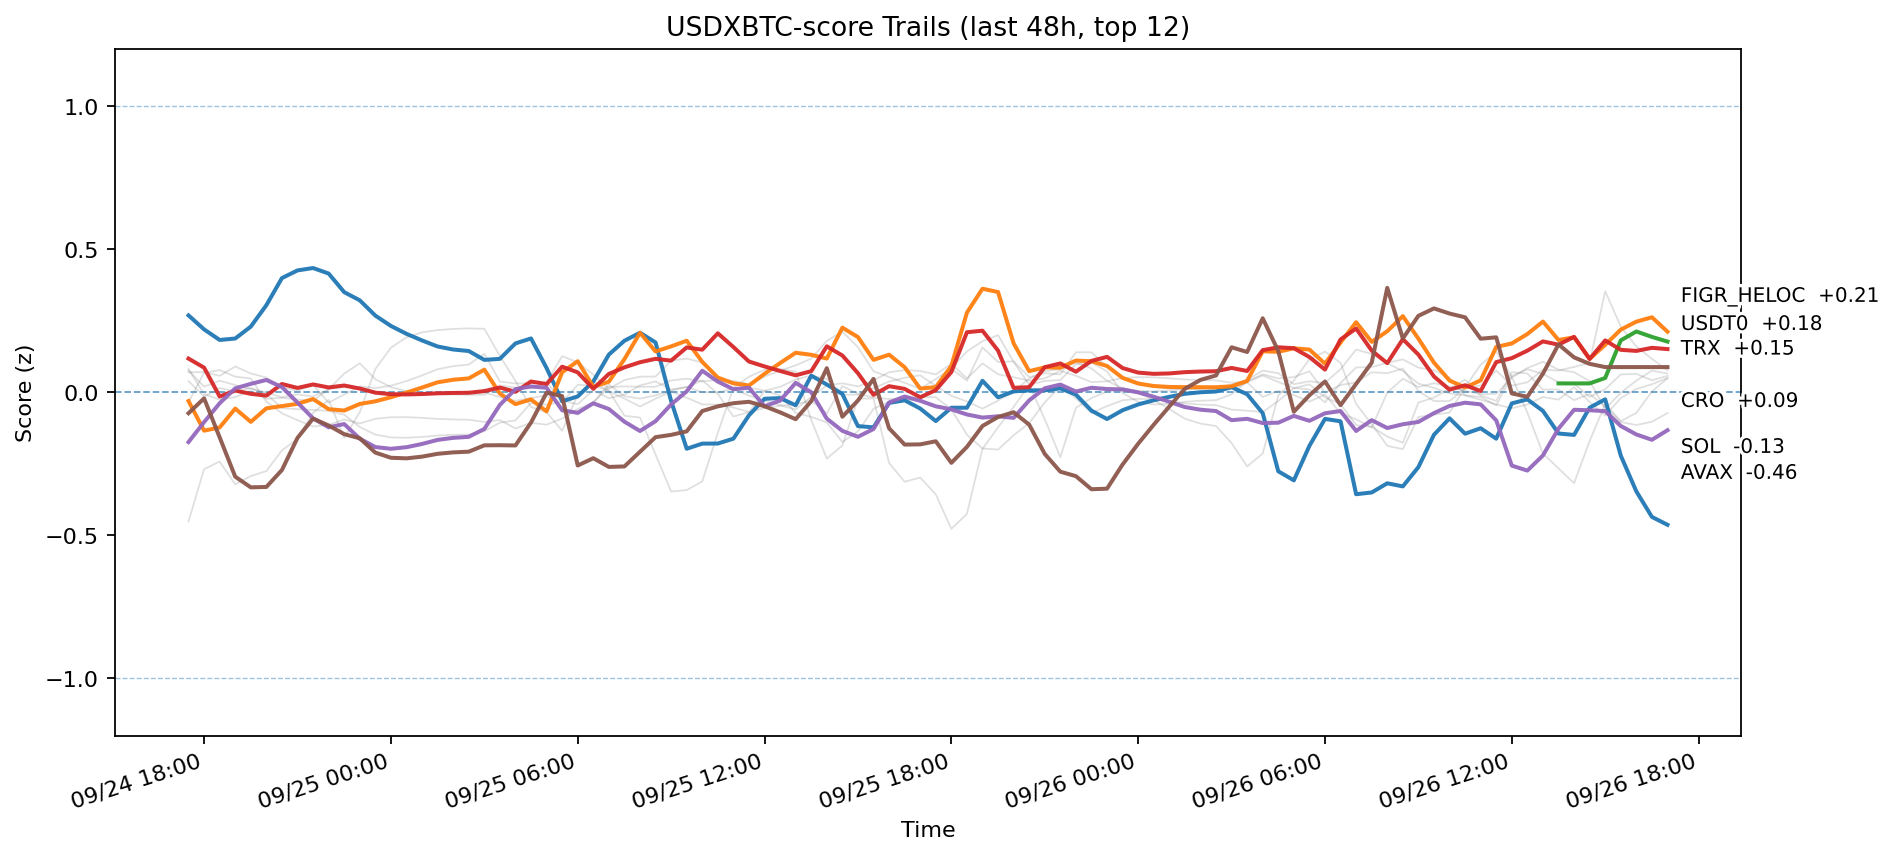 USDXBTC-score Trails (last 48h, top 12)
1.0
0.5
0.0
−0.5
−1.0
Score (z)
FIGR_HELOC +0.21
USDT0 +0.18
TRX +0.15
CRO +0.09
SOL -0.13
AVAX -0.46
09/24 18:00
09/25 00:00
09/25 06:00
09/25 12:00
09/25 18:00
09/26 00:00
09/26 06:00
09/26 12:00
09/26 18:00
Time